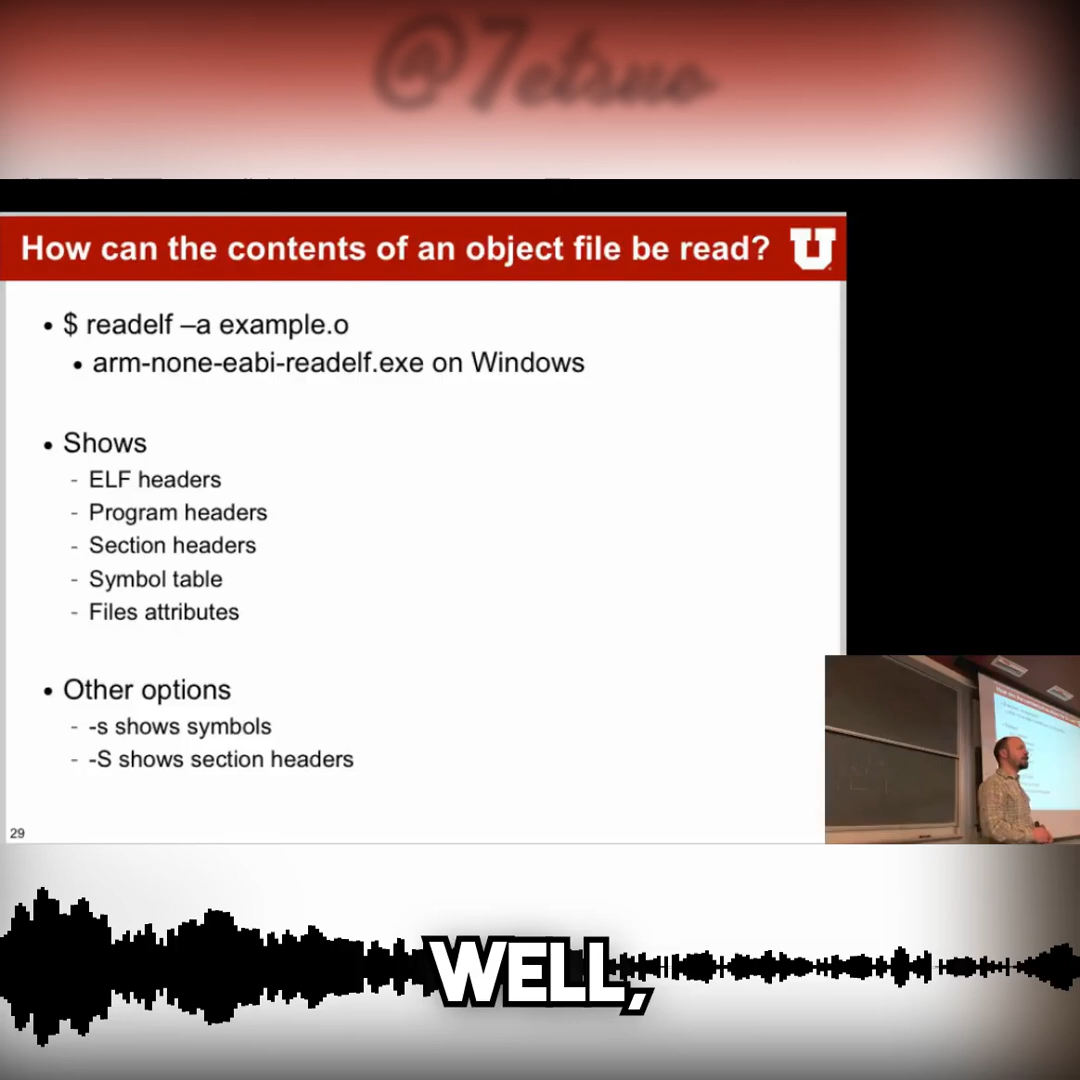 @7etsuo
How can the contents of an object file be read?
U
• $ readelf –a example.o
• arm-none-eabi-readelf.exe on Windows
• Shows
- ELF headers
- Program headers
- Section headers
- Symbol table
- Files attributes
• Other options
- -s shows symbols
- -S shows section headers
29
WELL,